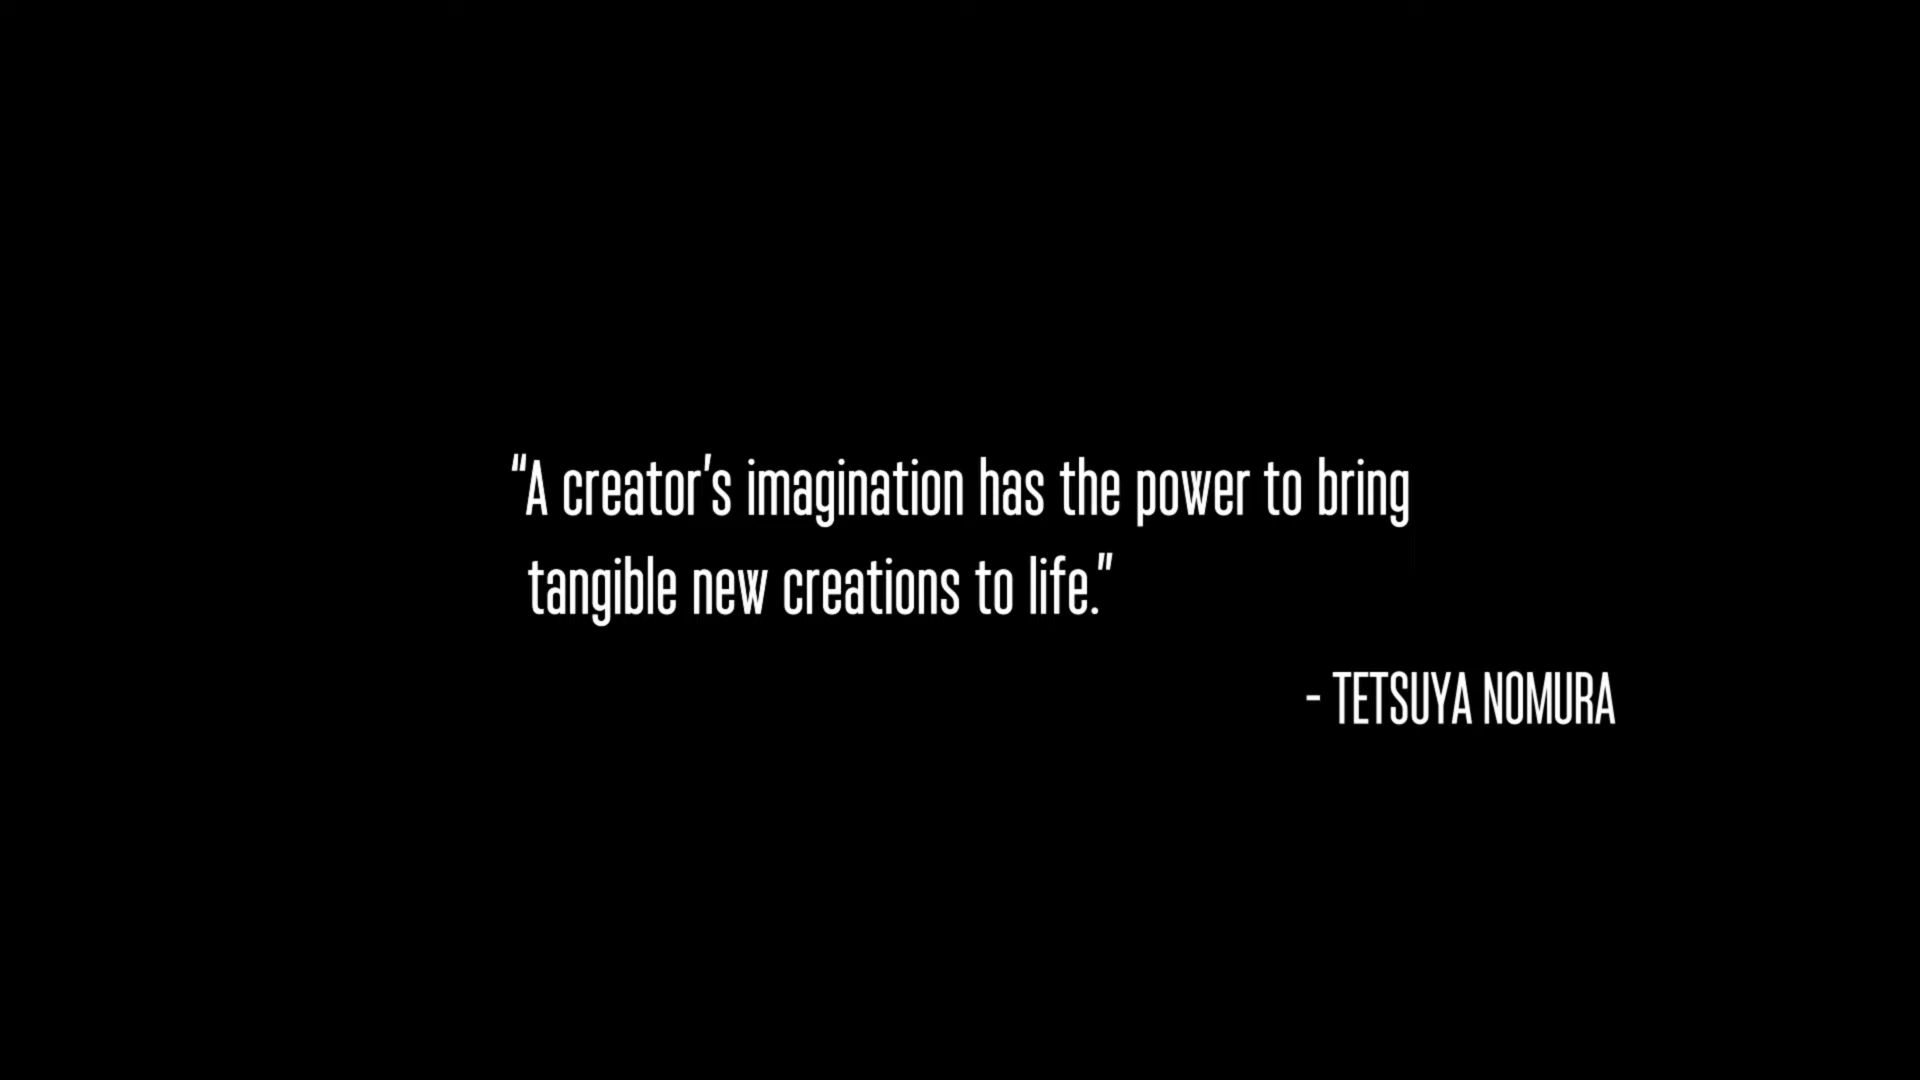 “A creator's imagination has the power to bring
tangible new creations to life.”
- TETSUYA NOMURA